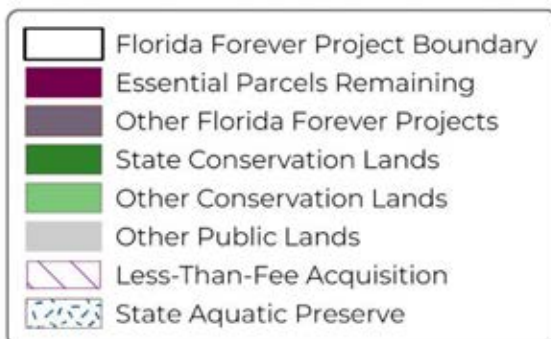 Florida Forever Project Boundary
Essential Parcels Remaining
Other Florida Forever Projects
State Conservation Lands
Other Conservation Lands
Other Public Lands
Less-Than-Fee Acquisition
State Aquatic Preserve